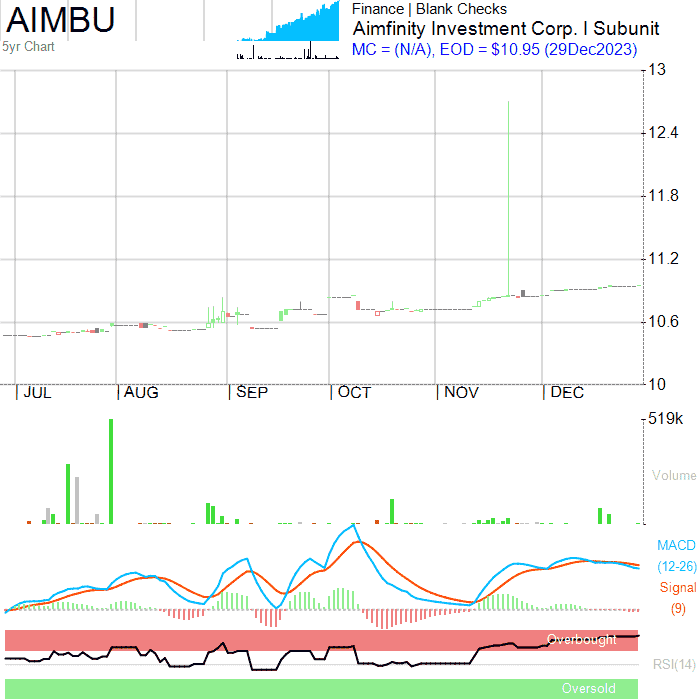 AIMBU
5yr Chart
Finance | Blank Checks
Aimfinity Investment Corp. I Subunit
MC = (N/A), EOD = $10.95 (29Dec2023)
13
12.4
11.8
11.2
10.6
10
JUL AUG SEP OCT NOV DEC
519k
Volume
MACD
(12-26)
Signal
(9)
Overbought
RSI(14)
Oversold